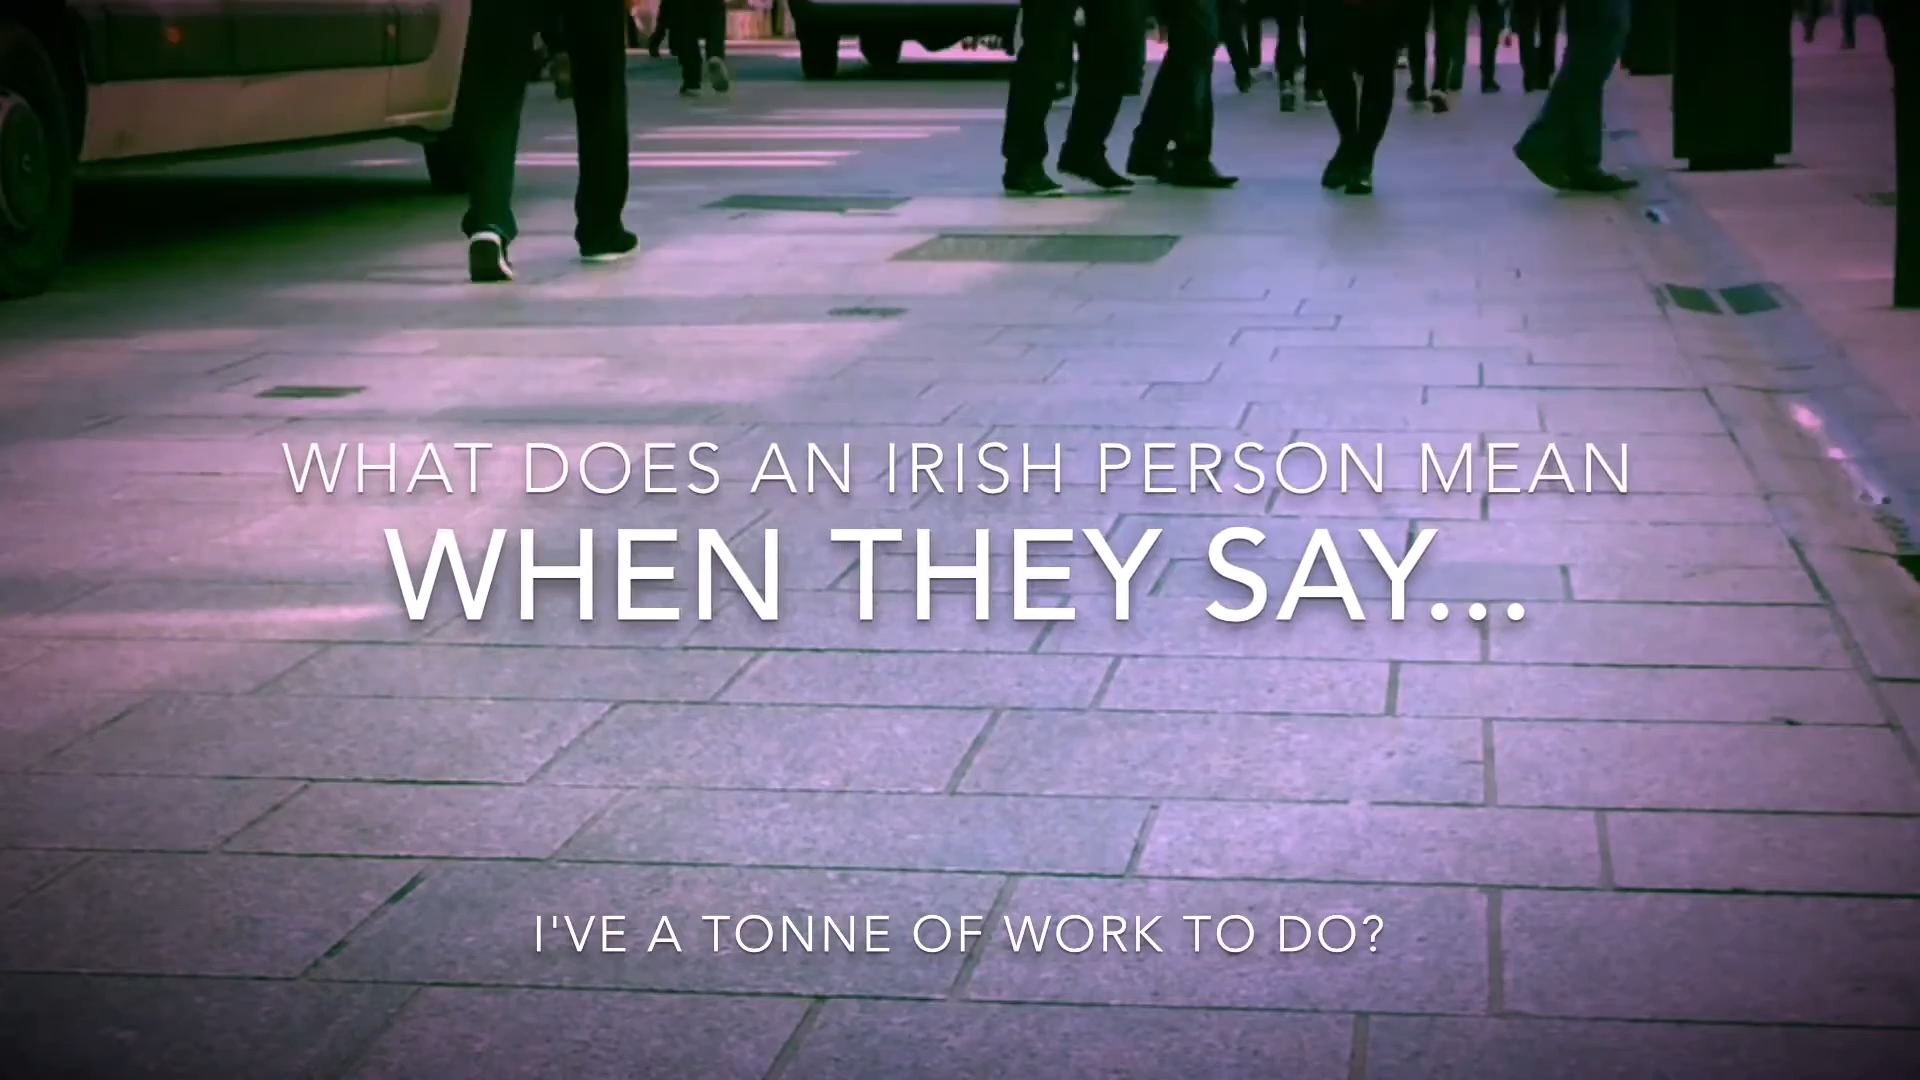 WHAT DOES AN IRISH PERSON MEAN
WHEN THEY SAY...
I'VE A TONNE OF WORK TO DO?